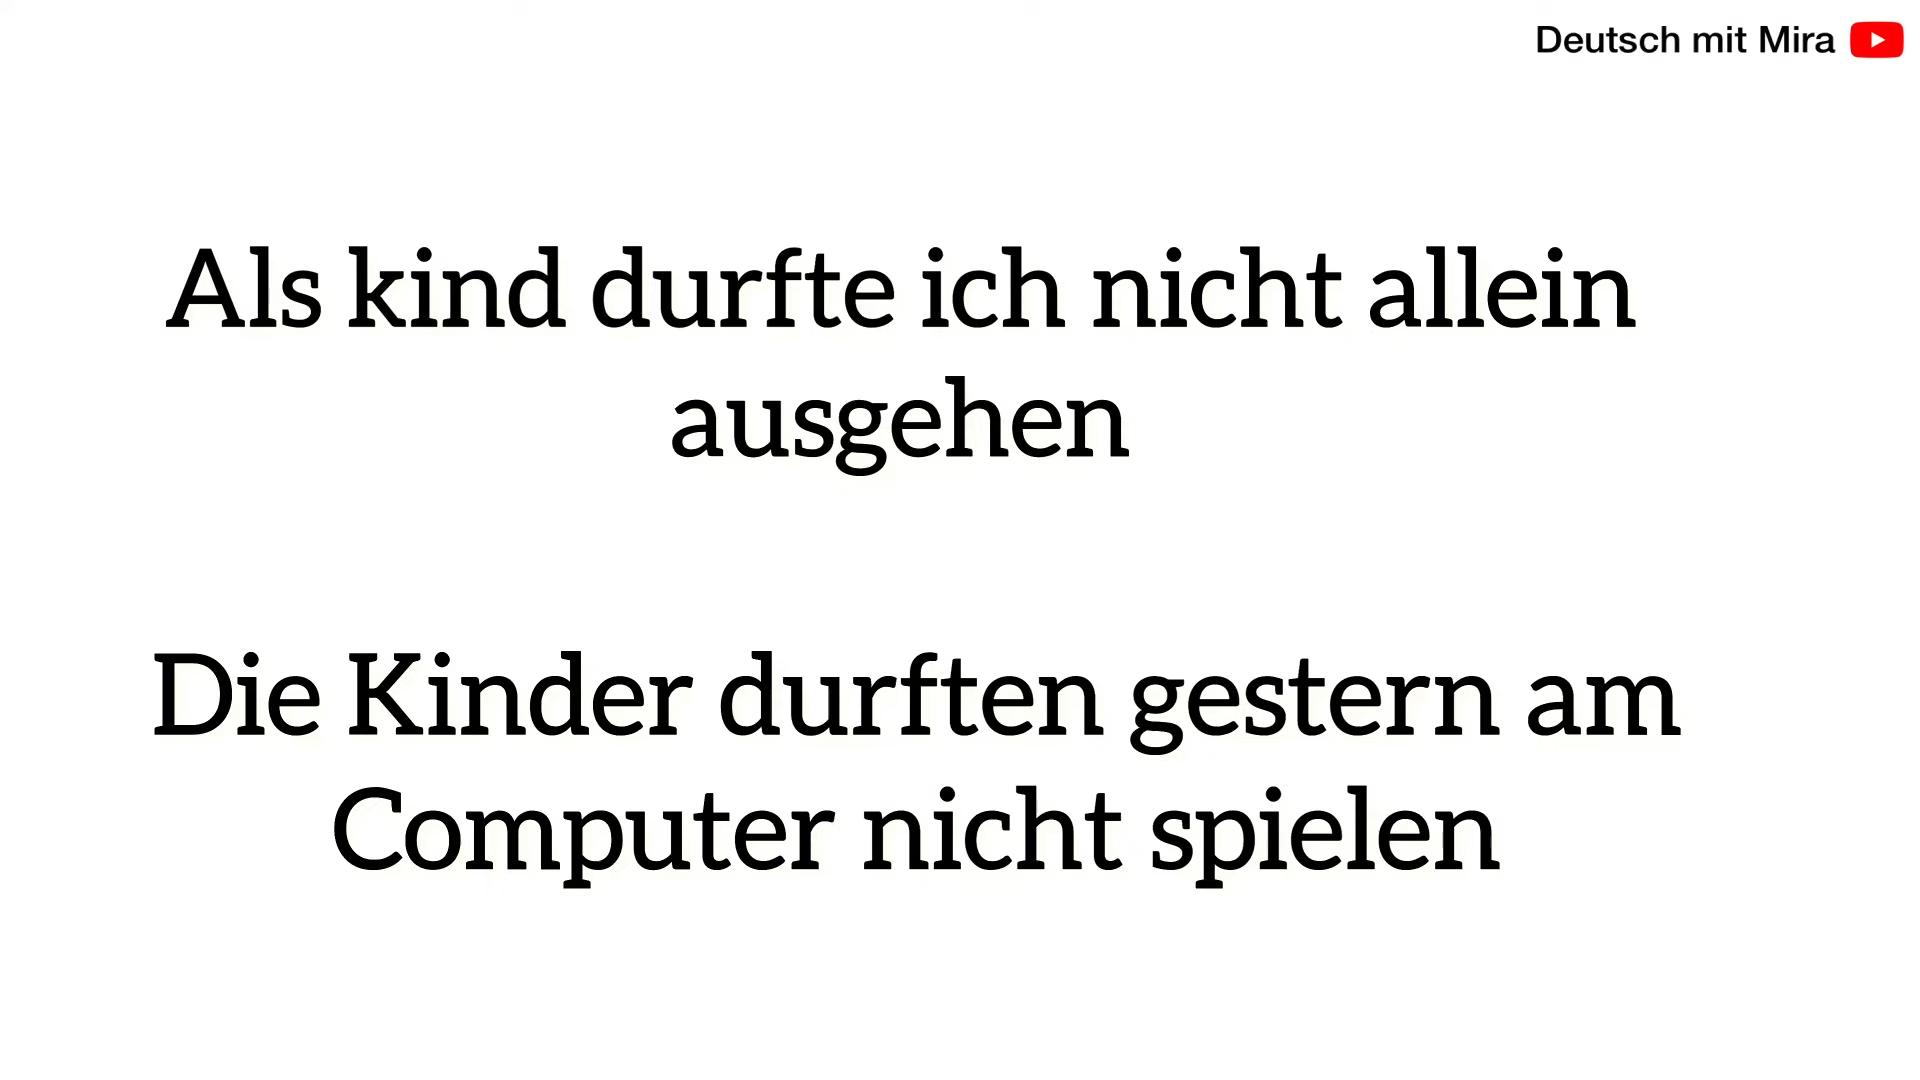 Deutsch mit Mira
Als kind durfte ich nicht allein
ausgehen
Die Kinder durften gestern am
Computer nicht spielen